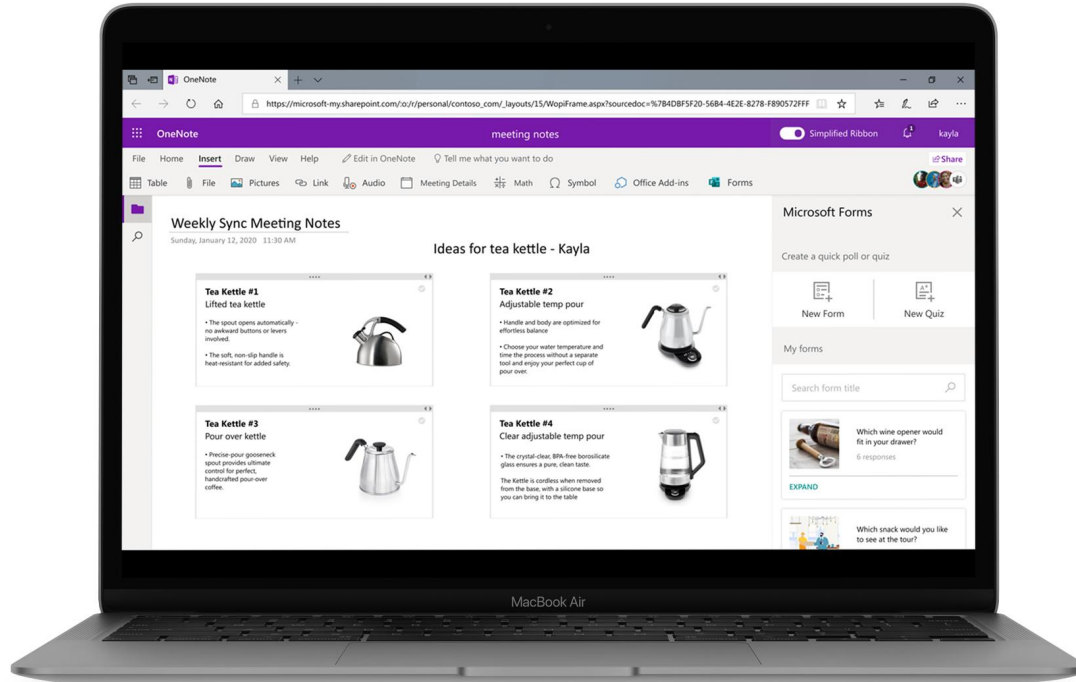 OneNote
https://microsoft-my.sharepoint.com/:o:/r/personal/contoso_com/_layouts/15/WopiFrame.aspx?sourcedoc=%7B4DBF5F20-56B4-4E2E-8278-F890572FFF
OneNote
meeting notes
Simplified Ribbon
1
kayla
File Home Insert Draw View Help Edit in OneNote Tell me what you want to do
Share
Table File Pictures Link Audio Meeting Details Math Symbol Office Add-ins Forms
Weekly Sync Meeting Notes
Sunday, January 12, 2020 11:30 AM
Ideas for tea kettle - Kayla
Tea Kettle #1
Lifted tea kettle
• The spout opens automatically -
no awkward buttons or levers
involved.
• The soft, non-slip handle is
heat-resistant for added safety.
Tea Kettle #2
Adjustable temp pour
• Handle and body are optimized for
effortless balance
• Choose your water temperature and
time the process without a separate
tool and enjoy your perfect cup of
pour over.
Tea Kettle #3
Pour over kettle
• Precise-pour gooseneck
spout provides ultimate
control for perfect,
handcrafted pour-over
coffee.
Tea Kettle #4
Clear adjustable temp pour
• The crystal-clear, BPA-free borosilicate
glass ensures a pure, clean taste.
The Kettle is cordless when removed
from the base, with a silicone base so
you can bring it to the table
Microsoft Forms
Create a quick poll or quiz
New Form
New Quiz
My forms
Search form title
Which wine opener would
fit in your drawer?
6 responses
EXPAND
Which snack would you like
to see at the tour?
MacBook Air